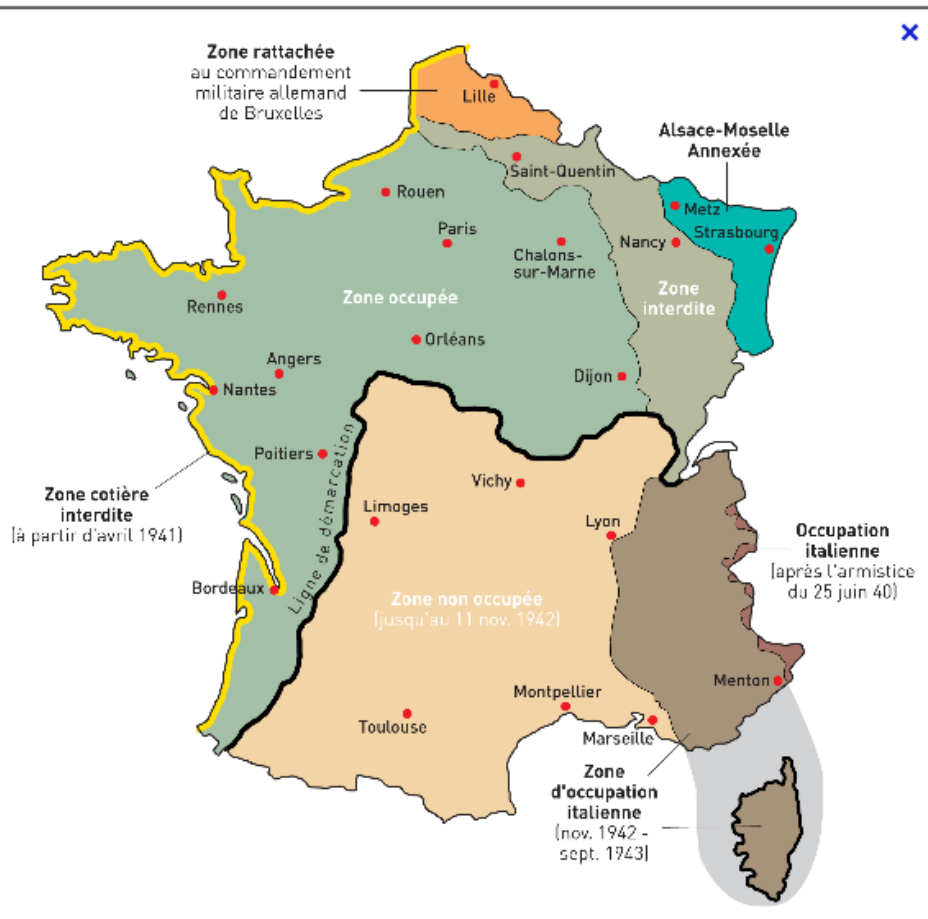 Zone rattachée
au commandement
militaire allemand
de Bruxelles
Lille
Alsace-Moselle
Annexée
Saint-Quentin
Rouen
Metz
Paris
Strasbourg
Nancy
Chalons-
sur-Marne
Zone
interdite
Rennes
Zone occupée
Orléans
Angers
Dijon
Nantes
Poitiers
Ligne de démarcation
Vichy
Zone cotière
interdite
(à partir d'avril 1941)
Limoges
Lyon
Occupation
italienne
(après l'armistice
du 25 juin 40)
Bordeaux
Zone non occupée
(jusqu'au 11 nov. 1942)
Menton
Montpellier
Toulouse
Marseille
Zone
d'occupation
italienne
(nov. 1942 -
sept. 1943)